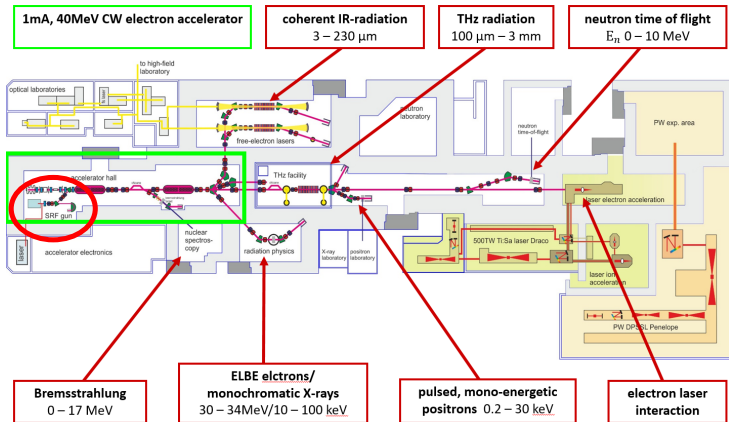 1mA, 40MeV CW electron accelerator
coherent IR-radiation
3 – 230 µm
THz radiation
100 µm – 3 mm
neutron time of flight
Eₙ 0 – 10 MeV
to high-field
laboratory
optical laboratories
free-electron lasers
neutron
laboratory
neutron
time-of-flight
PW exp. area
accelerator hall
THz facility
SRF gun
nuclear
spectros-
copy
laser electron acceleration
accelerator electronics
laser
radiation physics
X-ray
laboratory
positron
laboratory
500TW Ti:Sa laser Draco
laser ion
acceleration
PW DPSSL Penelope
Bremsstrahlung
0 – 17 MeV
ELBE elctrons/
monochromatic X-rays
30 – 34MeV/10 – 100 keV
pulsed, mono-energetic
positrons 0.2 – 30 keV
electron laser
interaction